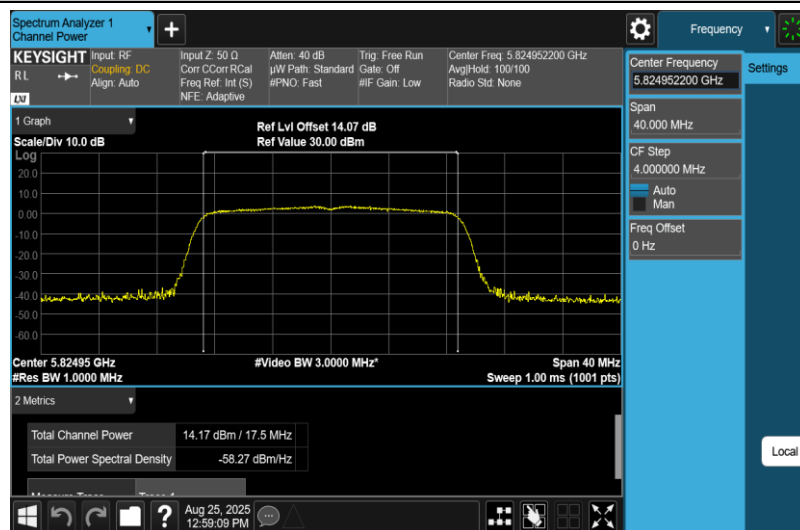 Spectrum Analyzer 1
Channel Power
+
Frequency
KEYSIGHT
RL
LXI
Input: RF
Coupling: DC
Align: Auto
Input Z: 50 Ω
Corr CCorr RCal
Freq Ref: Int (S)
NFE: Adaptive
Atten: 40 dB
µW Path: Standard
#PNO: Fast
Trig: Free Run
Gate: Off
#IF Gain: Low
Center Freq: 5.824952200 GHz
Avg|Hold: 100/100
Radio Std: None
1 Graph
Scale/Div 10.0 dB
Ref Lvl Offset 14.07 dB
Ref Value 30.00 dBm
Log
20.0
10.0
0.00
-10.0
-20.0
-30.0
-40.0
-50.0
-60.0
Center 5.82495 GHz
#Res BW 1.0000 MHz
#Video BW 3.0000 MHz*
Span 40 MHz
Sweep 1.00 ms (1001 pts)
2 Metrics
Total Channel Power 14.17 dBm / 17.5 MHz
Total Power Spectral Density -58.27 dBm/Hz
?
Aug 25, 2025
12:59:09 PM
Center Frequency
5.824952200 GHz
Span
40.000 MHz
CF Step
4.000000 MHz
Auto
Man
Freq Offset
0 Hz
Settings
Local